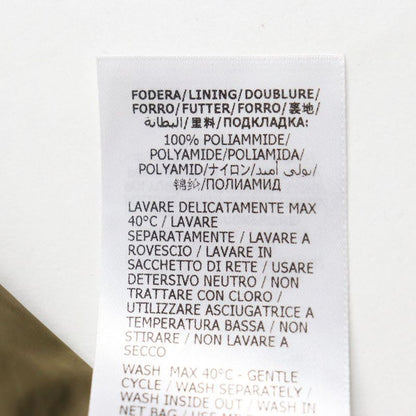 FODERA/LINING/DOUBLURE/
FORRO/FUTTER/FORRO/裏地
/البطانة/里料/ПОДКЛАДКА:
100% POLIAMMIDE/
POLYAMIDE/POLIAMIDA/
POLYAMID/ナイロン/بولي أميد/
锦纶/ПОЛИАМИД
LAVARE DELICATAMENTE MAX
40°C / LAVARE
SEPARATAMENTE / LAVARE A
ROVESCIO / LAVARE IN
SACCHETTO DI RETE / USARE
DETERSIVO NEUTRO / NON
TRATTARE CON CLORO /
UTILIZZARE ASCIUGATRICE A
TEMPERATURA BASSA / NON
STIRARE / NON LAVARE A
SECCO
WASH MAX 40°C - GENTLE
CYCLE / WASH SEPARATELY /
WASH INSIDE OUT / WASH IN
NET BAG / USE